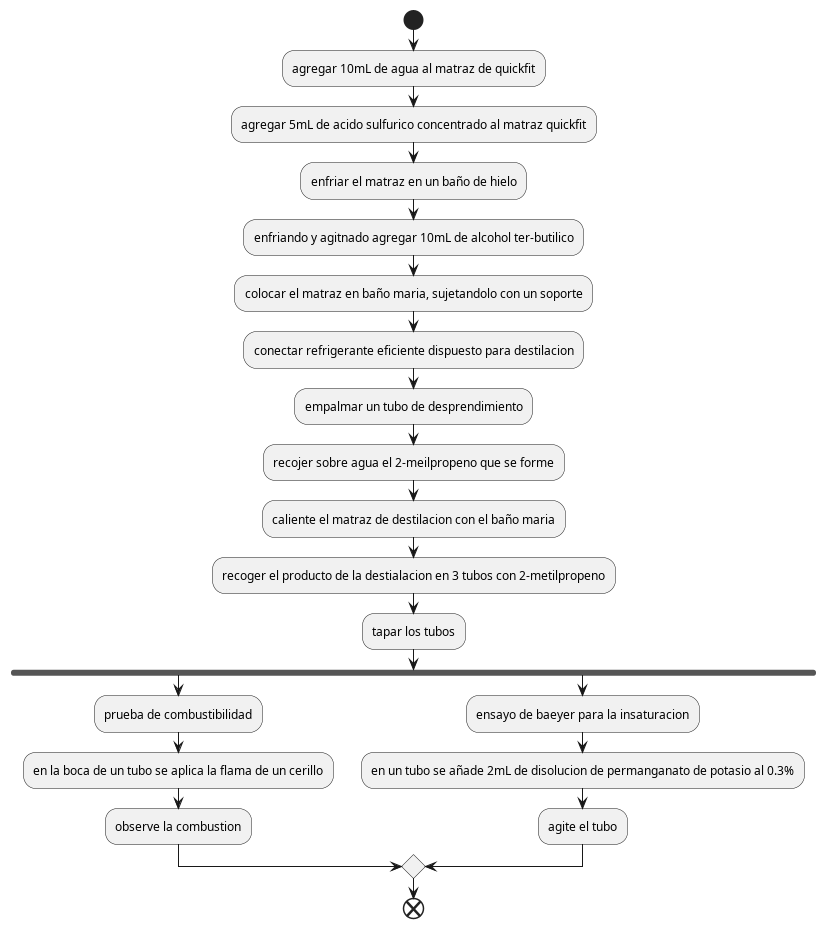 agregar 10mL de agua al matraz de quickfit
agregar 5mL de acido sulfurico concentrado al matraz quickfit
enfriar el matraz en un baño de hielo
enfriando y agitnado agregar 10mL de alcohol ter-butilico
colocar el matraz en baño maria, sujetandolo con un soporte
conectar refrigerante eficiente dispuesto para destilacion
empalmar un tubo de desprendimiento
recojer sobre agua el 2-meilpropeno que se forme
caliente el matraz de destilacion con el baño maria
recoger el producto de la destialacion en 3 tubos con 2-metilpropeno
tapar los tubos
prueba de combustibilidad
en la boca de un tubo se aplica la flama de un cerillo
observe la combustion
ensayo de baeyer para la insaturacion
en un tubo se añade 2mL de disolucion de permanganato de potasio al 0.3%
agite el tubo